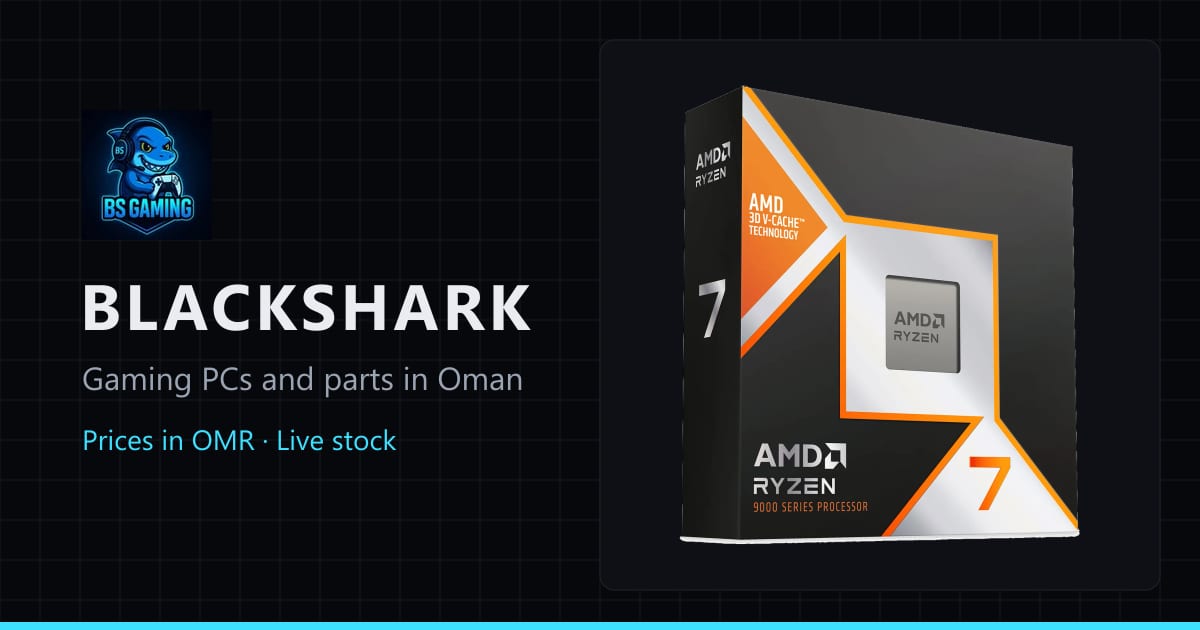 BS
BS GAMING
BLACKSHARK
Gaming PCs and parts in Oman
Prices in OMR · Live stock
AMD
RYZEN
7
AMD
3D V-CACHE™
TECHNOLOGY
AMD
RYZEN
AMD
RYZEN
9000 SERIES PROCESSOR
7